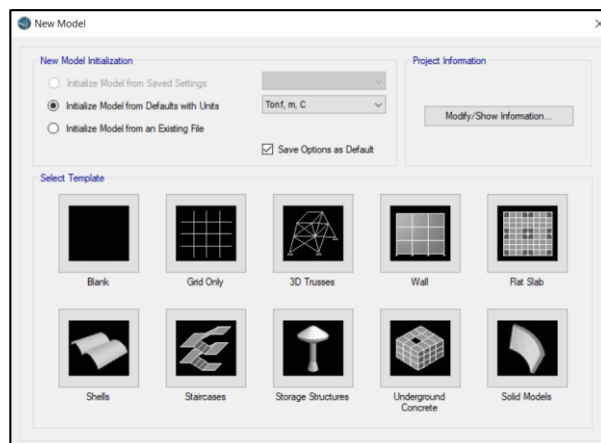 New Model
New Model Initialization
Initialize Model from Saved Settings
Initialize Model from Defaults with Units
Tonf, m, C
Initialize Model from an Existing File
Save Options as Default
Project Information
Modify/Show Information...
Select Template
Blank
Grid Only
3D Trusses
Wall
Flat Slab
Shells
Staircases
Storage Structures
Underground
Concrete
Solid Models